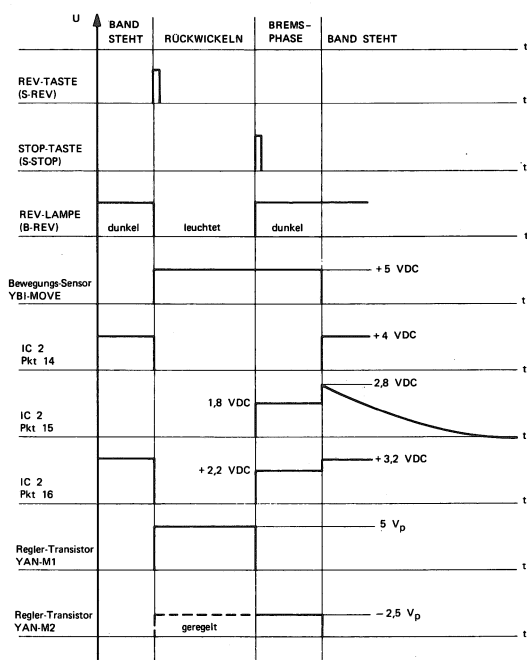 U
BAND
STEHT
RÜCKWICKELN
BREMS-
PHASE
BAND STEHT
t
REV-TASTE
(S-REV)
t
STOP-TASTE
(S-STOP)
t
REV-LAMPE
(B-REV)
dunkel
leuchtet
dunkel
t
Bewegungs-Sensor
YBI-MOVE
+5 VDC
t
IC 2
Pkt 14
+4 VDC
t
IC 2
Pkt 15
1,8 VDC
2,8 VDC
t
IC 2
Pkt 16
+2,2 VDC
+3,2 VDC
t
Regler-Transistor
YAN-M1
5 Vp
t
Regler-Transistor
YAN-M2
geregelt
-2,5 Vp
t